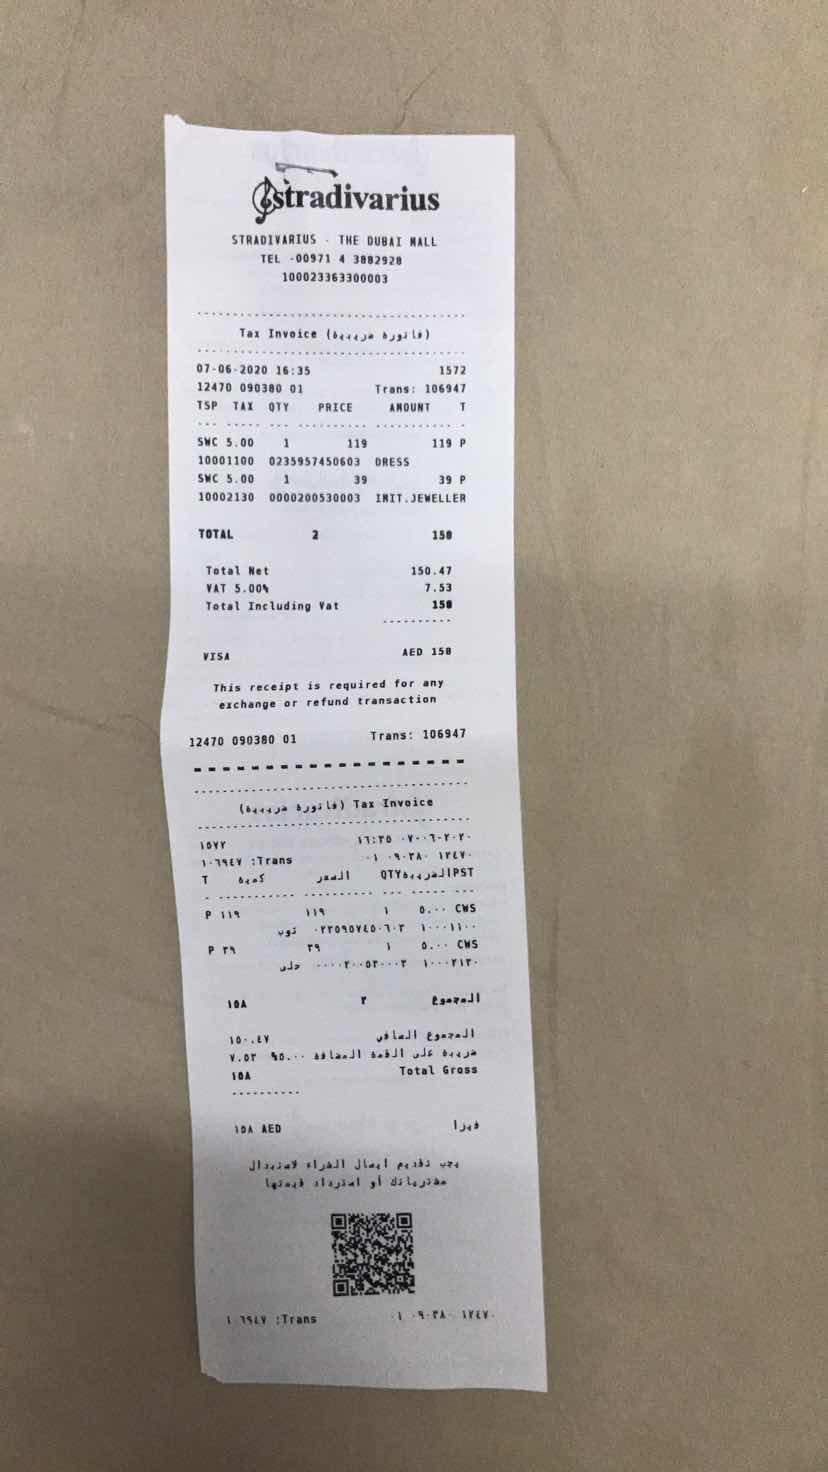 stradivarius
STRADIVARIUS - THE DUBAI MALL
TEL -00971 4 3882928
100023363300003
Tax Invoice (فاتورة ضريبية)
07-06-2020 16:35 1572
12470 090380 01 Trans: 106947
TSP TAX QTY PRICE AMOUNT T
SWC 5.00 1 119 119 P
10001100 0235957450603 DRESS
SWC 5.00 1 39 39 P
10002130 0000200530003 IMIT.JEWELLER
TOTAL 2 158
Total Net 150.47
VAT 5.00% 7.53
Total Including Vat 158
VISA AED 158
This receipt is required for any
exchange or refund transaction
12470 090380 01 Trans: 106947
(فاتورة ضريبية) Tax Invoice
١٥٧٢ ١٦:٣٥ ٠٧-٠٦-٢٠٢٠
١٠٦٩٤٧ :Trans ٠١ ٠٩٠٣٨٠ ١٢٤٧٠
T كمية السعر QTYالضريبةPST
P ١١٩ ١١٩ ١ ٥.٠٠ CWS
ثوب ٠٢٣٥٩٥٧٤٥٠٦٠٣ ١٠٠٠١١٠٠
P ٣٩ ٣٩ ١ ٥.٠٠ CWS
حلى ٠٠٠٠٢٠٠٥٣٠٠٠٣ ١٠٠٠٢١٣٠
١٥٨ ٢ المجموع
١٥٠.٤٧ المجموع الصافي
٧.٥٣ %٥.٠٠ ضريبة على القمة المضافة
١٥٨ Total Gross
١٥٨ AED فيزا
يجب تقديم ايصال الشراء لاستبدال
مشترياتك أو استرداد قيمتها
١٠٦٩٤٧ :Trans ٠١ ٠٩٠٣٨٠ ١٢٤٧٠